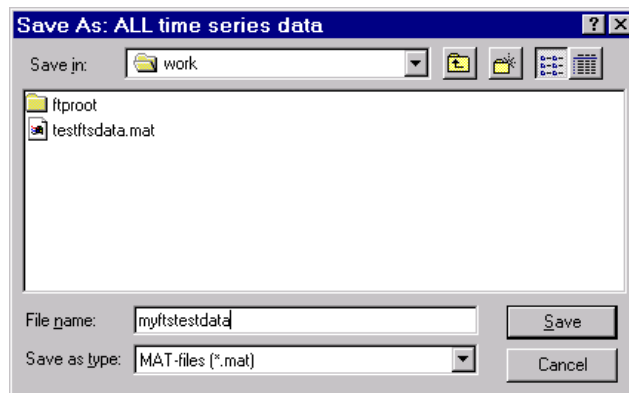 Save As: ALL time series data
Save in: work
ftproot
testftsdata.mat
File name: myftstestdata Save
Save as type: MAT-files (*.mat) Cancel